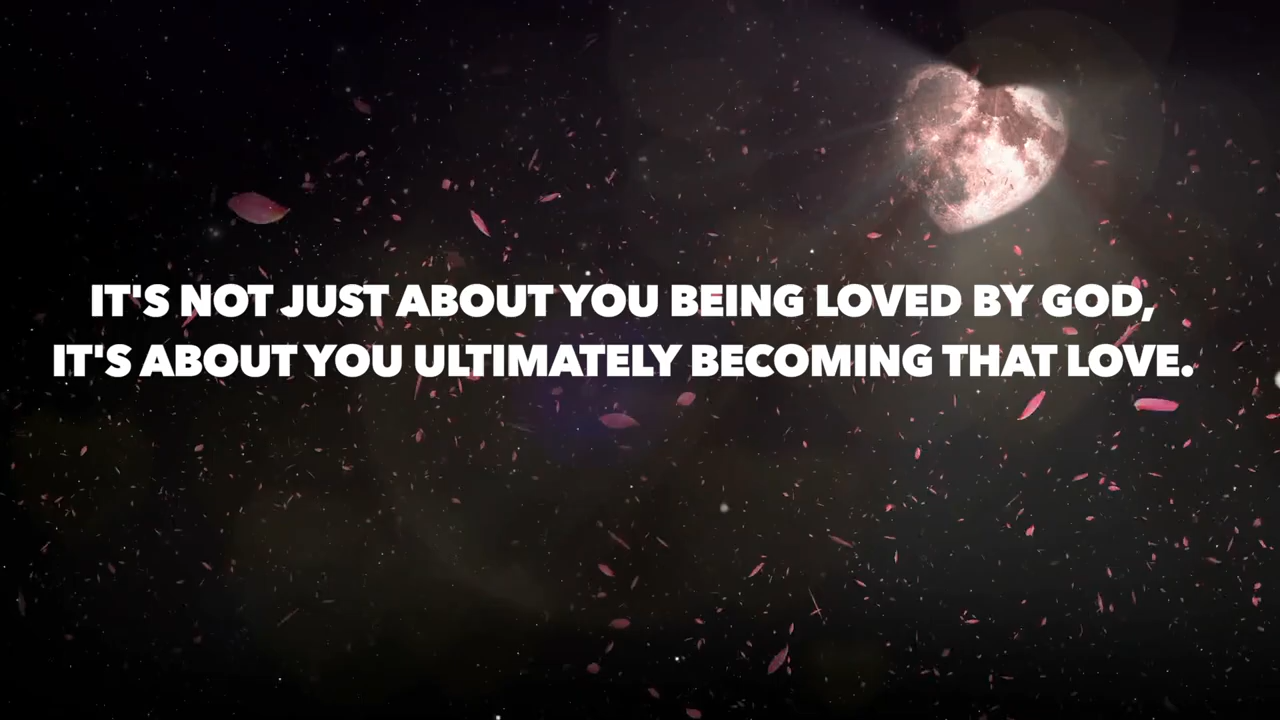 IT'S NOT JUST ABOUT YOU BEING LOVED BY GOD,
IT'S ABOUT YOU ULTIMATELY BECOMING THAT LOVE.